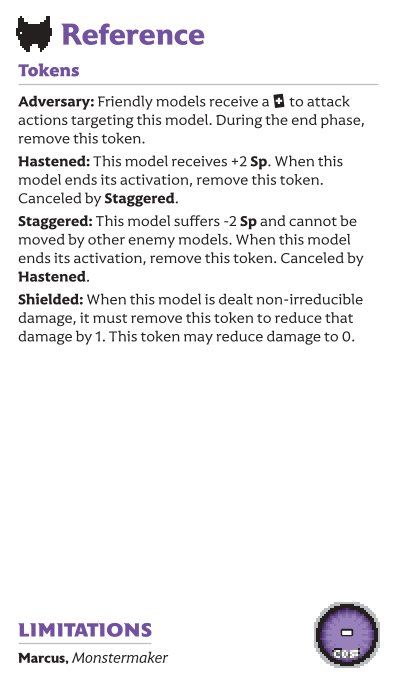 Reference
Tokens
Adversary: Friendly models receive a + to attack
actions targeting this model. During the end phase,
remove this token.
Hastened: This model receives +2 Sp. When this
model ends its activation, remove this token.
Canceled by Staggered.
Staggered: This model suffers -2 Sp and cannot be
moved by other enemy models. When this model
ends its activation, remove this token. Canceled by
Hastened.
Shielded: When this model is dealt non-irreducible
damage, it must remove this token to reduce that
damage by 1. This token may reduce damage to 0.
LIMITATIONS
Marcus, Monstermaker
-
COST